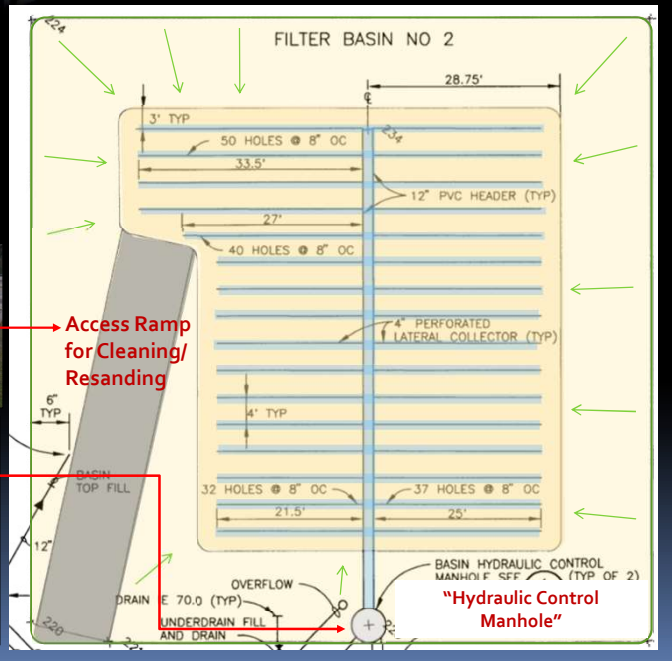 224
FILTER BASIN NO 2
28.75'
℄
3' TYP
234
50 HOLES @ 8" OC
33.5'
12" PVC HEADER (TYP)
27'
40 HOLES @ 8" OC
Access Ramp
for Cleaning/
Resanding
4" PERFORATED
LATERAL COLLECTOR (TYP)
6"
TYP
4' TYP
BASIN
TOP FILL
32 HOLES @ 8" OC
37 HOLES @ 8" OC
21.5'
25'
12"
BASIN HYDRAULIC CONTROL
MANHOLE SEE (TYP OF 2)
OVERFLOW
"Hydraulic Control
Manhole"
DRAIN E 70.0 (TYP)
UNDERDRAIN FILL
AND DRAIN
220